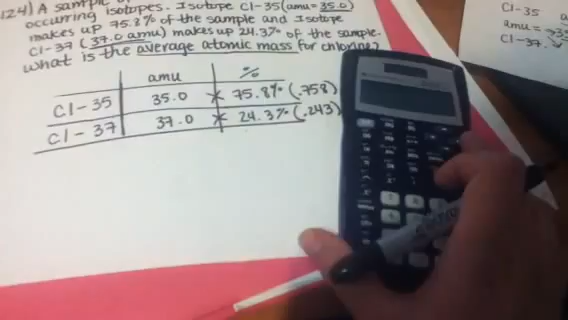 124) A sample of
occurring isotopes. Isotope Cl-35 (amu=35.0)
makes up 75.8% of the sample and Isotope
Cl-37 (37.0 amu) makes up 24.3% of the sample.
What is the average atomic mass for chlorine?
amu %
Cl-35 35.0 x 75.8% (.758)
Cl-37 37.0 x 24.3% (.243)
Cl-35
amu =
Cl-37